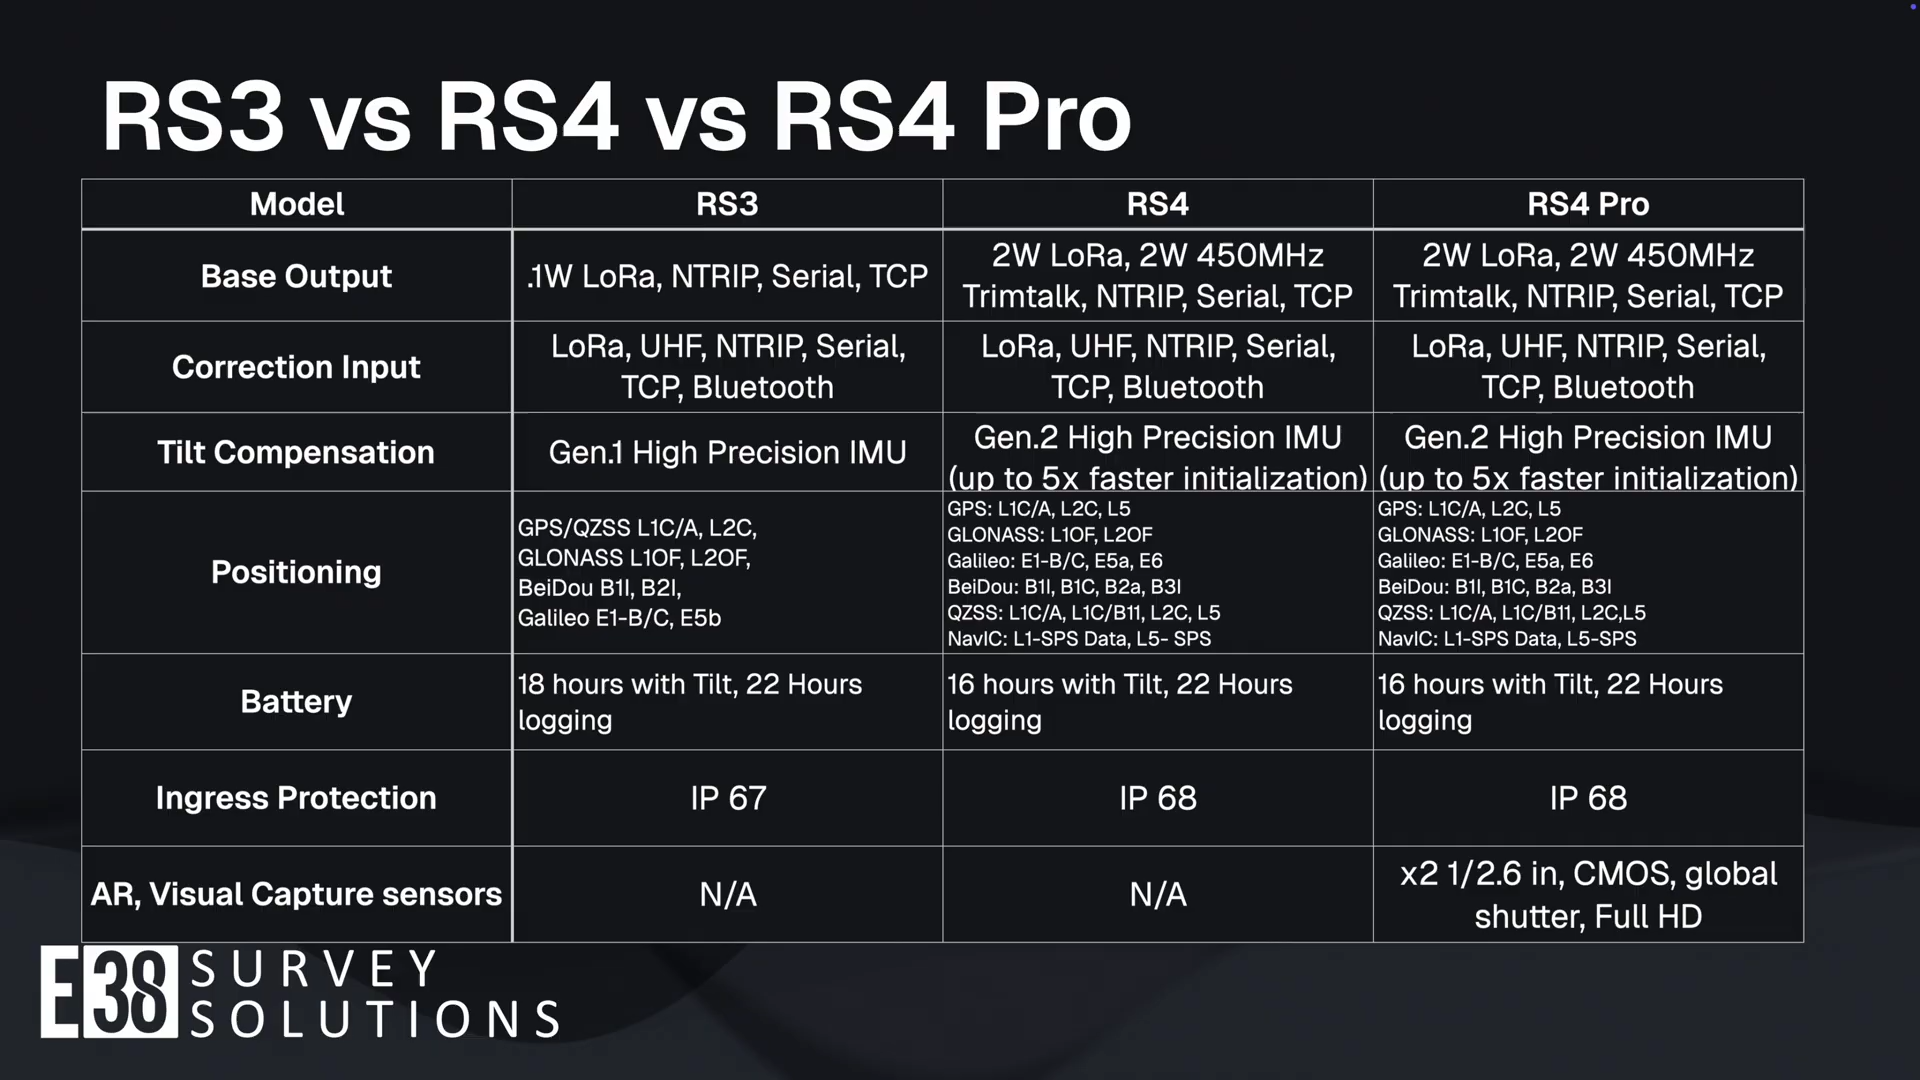 RS3 vs RS4 vs RS4 Pro
Model
RS3
RS4
RS4 Pro
Base Output
.1W LoRa, NTRIP, Serial, TCP
2W LoRa, 2W 450MHz
Trimtalk, NTRIP, Serial, TCP
2W LoRa, 2W 450MHz
Trimtalk, NTRIP, Serial, TCP
Correction Input
LoRa, UHF, NTRIP, Serial,
TCP, Bluetooth
LoRa, UHF, NTRIP, Serial,
TCP, Bluetooth
LoRa, UHF, NTRIP, Serial,
TCP, Bluetooth
Tilt Compensation
Gen.1 High Precision IMU
Gen.2 High Precision IMU
(up to 5x faster initialization)
Gen.2 High Precision IMU
(up to 5x faster initialization)
Positioning
GPS/QZSS L1C/A, L2C,
GLONASS L1OF, L2OF,
BeiDou B1I, B2I,
Galileo E1-B/C, E5b
GPS: L1C/A, L2C, L5
GLONASS: L1OF, L2OF
Galileo: E1-B/C, E5a, E6
BeiDou: B1I, B1C, B2a, B3I
QZSS: L1C/A, L1C/B11, L2C, L5
NavIC: L1-SPS Data, L5- SPS
GPS: L1C/A, L2C, L5
GLONASS: L1OF, L2OF
Galileo: E1-B/C, E5a, E6
BeiDou: B1I, B1C, B2a, B3I
QZSS: L1C/A, L1C/B11, L2C,L5
NavIC: L1-SPS Data, L5-SPS
Battery
18 hours with Tilt, 22 Hours
logging
16 hours with Tilt, 22 Hours
logging
16 hours with Tilt, 22 Hours
logging
Ingress Protection
IP 67
IP 68
IP 68
AR, Visual Capture sensors
N/A
N/A
x2 1/2.6 in, CMOS, global
shutter, Full HD
E38 SURVEY
SOLUTIONS